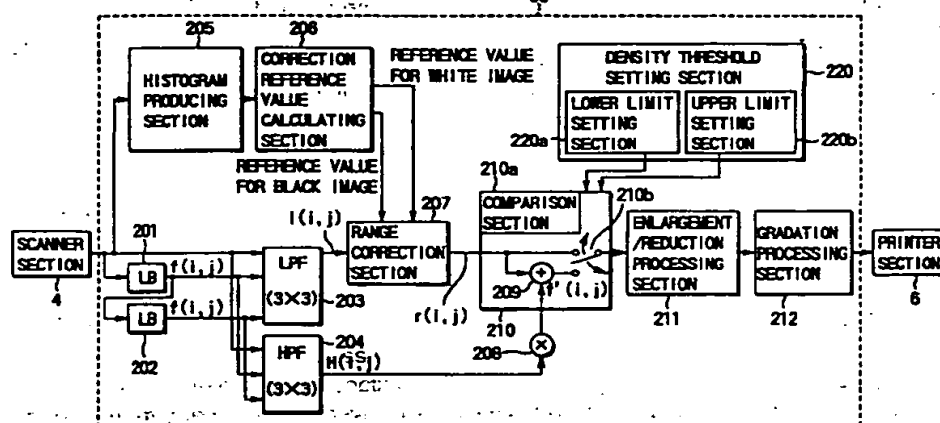 205
HISTOGRAM
PRODUCING
SECTION
206
CORRECTION
REFERENCE
VALUE
CALCULATING
SECTION
REFERENCE VALUE
FOR WHITE IMAGE
REFERENCE VALUE
FOR BLACK IMAGE
DENSITY THRESHOLD
SETTING SECTION
220
LOWER LIMIT
SETTING
SECTION
220a
UPPER LIMIT
SETTING
SECTION
220b
SCANNER
SECTION
4
201
LB
f(i,j)
LB
202
f(i,j)
LPF
(3×3)
203
204
HPF
(3×3)
l(i,j)
H(i,j)
207
RANGE
CORRECTION
SECTION
r(i,j)
208
210a
COMPARISON
SECTION
210b
209
f'(i,j)
210
ENLARGEMENT
/REDUCTION
PROCESSING
SECTION
211
GRADATION
PROCESSING
SECTION
212
PRINTER
SECTION
6